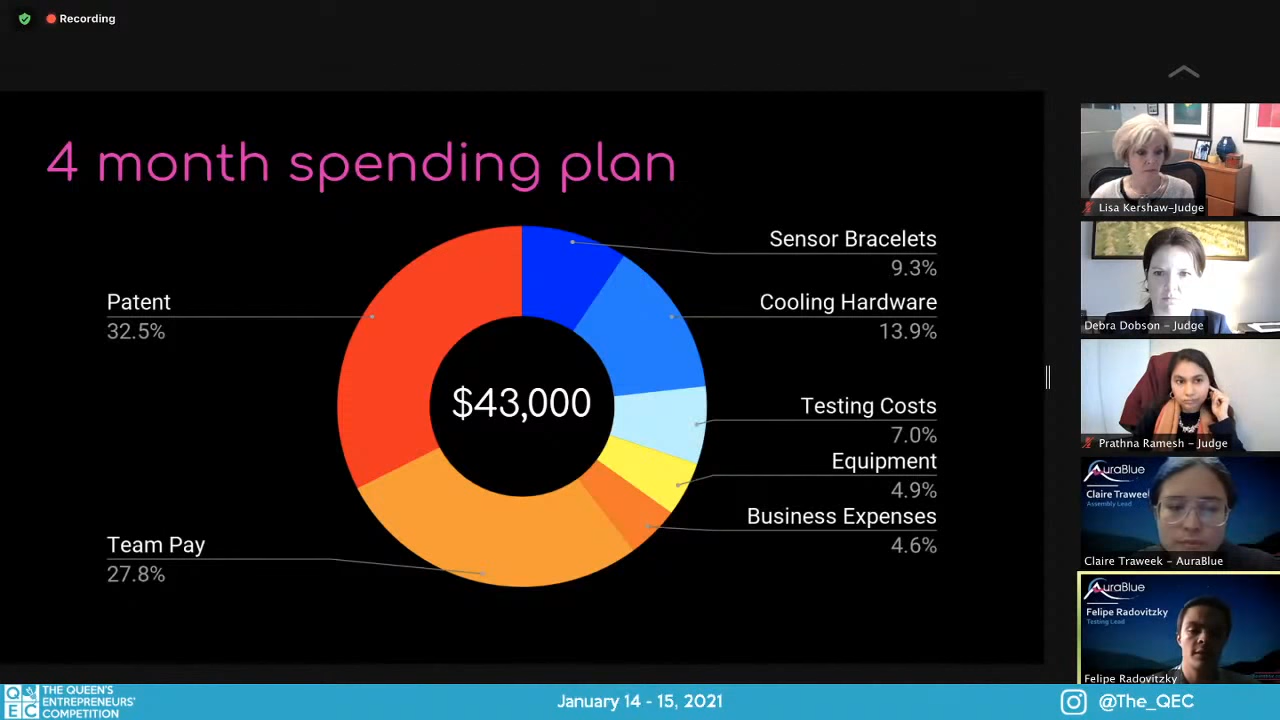 Recording
4 month spending plan
Sensor Bracelets
9.3%
Cooling Hardware
13.9%
Patent
32.5%
$43,000
Testing Costs
7.0%
Equipment
4.9%
Business Expenses
4.6%
Team Pay
27.8%
Lisa Kershaw-Judge
Debra Dobson – Judge
Prathna Ramesh – Judge
AuraBlue
Claire Traweek
Assembly Lead
Claire Traweek – AuraBlue
AuraBlue
Felipe Radovitzky
Testing Lead
Felipe Radovitzky
QEC
THE QUEEN'S
ENTREPRENEURS'
COMPETITION
January 14 - 15, 2021
@The_QEC